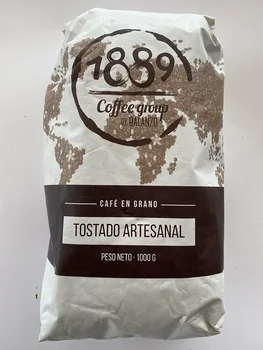 1889
Coffee group
BY BALANZÓ
CAFÉ EN GRANO
TOSTADO ARTESANAL
PESO NETO · 1000 G